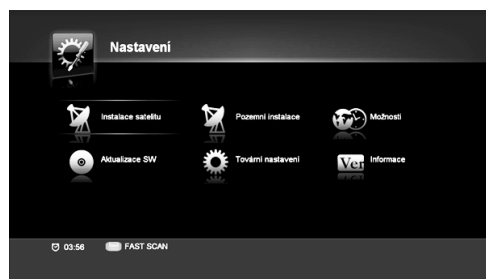 Nastavení
Instalace satelitu
Pozemní instalace
Možnosti
Aktualizace SW
Tovární nastavení
Ver
Informace
03:56
FAST SCAN